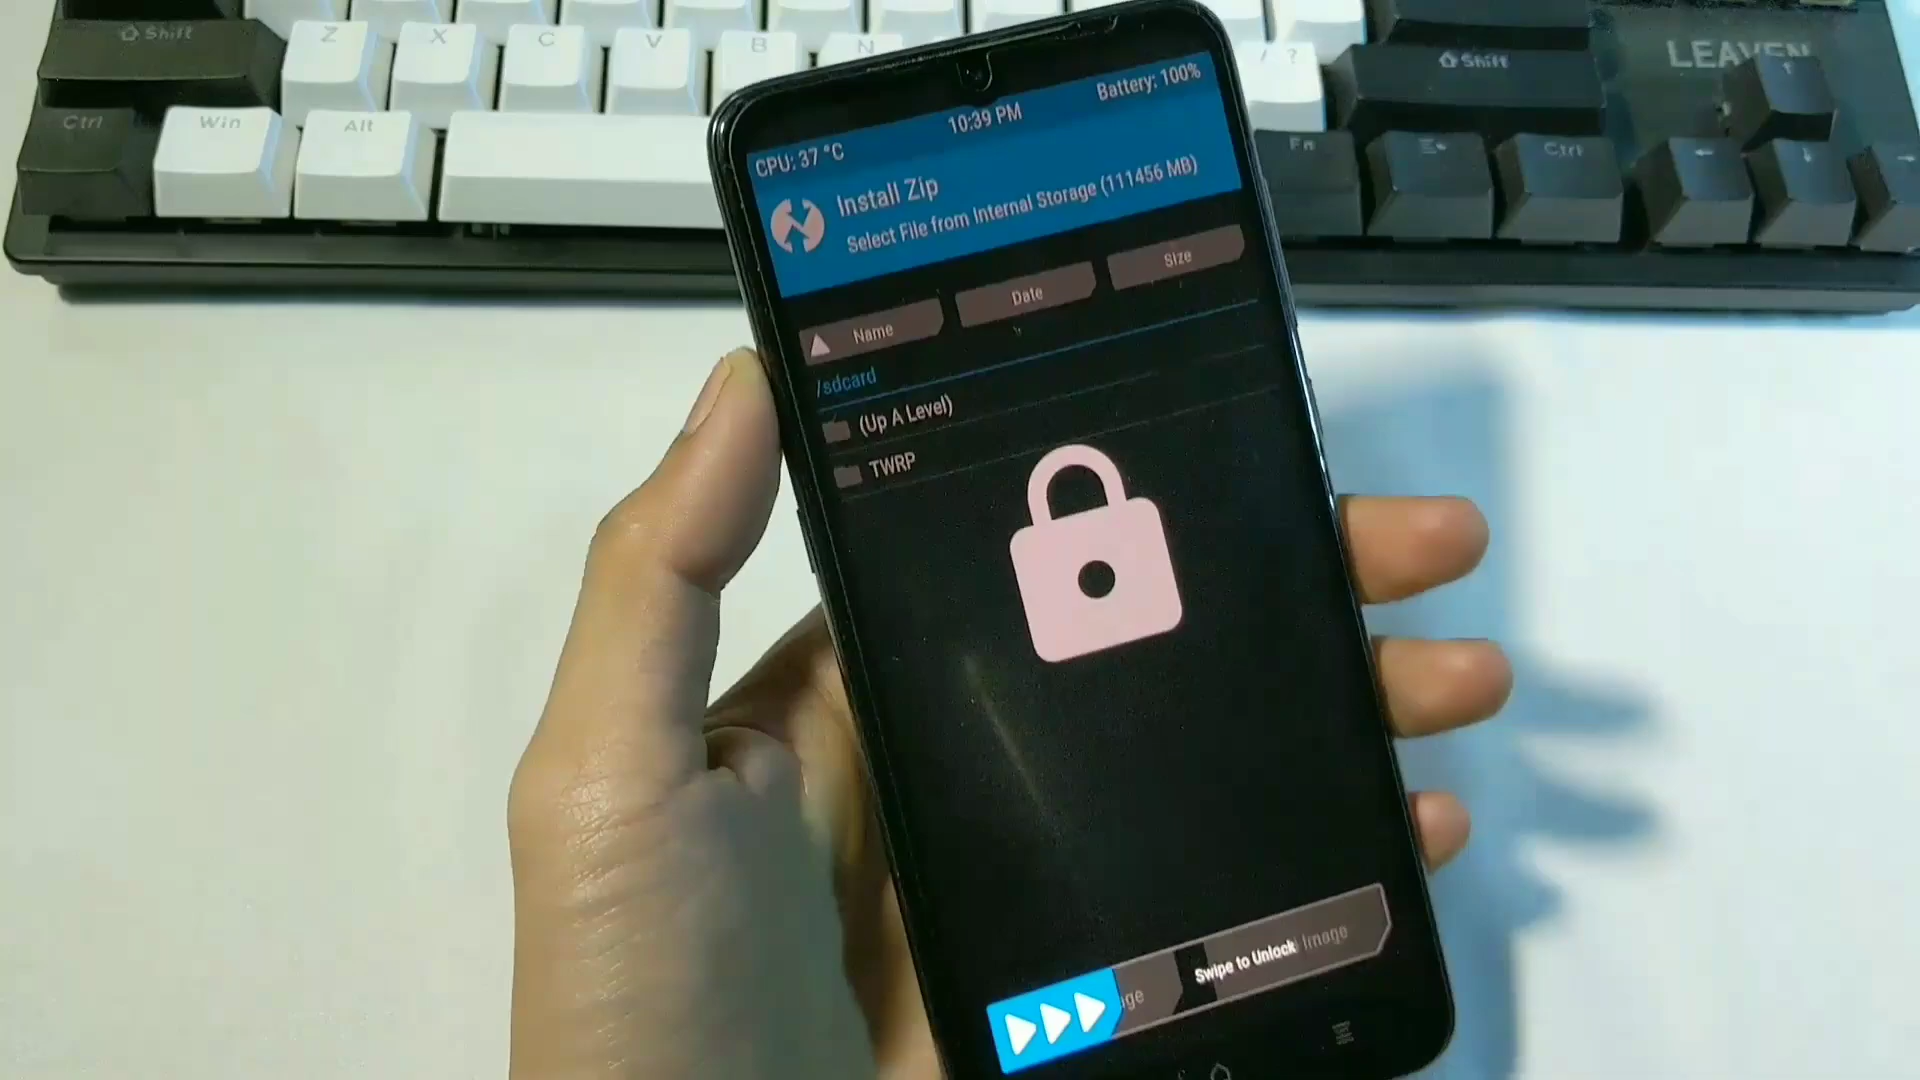 Shift
Z
X
C
V
B
N
/ ?
Shift
LEAVEN
Ctrl
Win
Alt
Fn
Ctrl
CPU: 37 °C
10:39 PM
Battery: 100%
Install Zip
Select File from Internal Storage (111456 MB)
Name
Date
Size
/sdcard
(Up A Level)
TWRP
Swipe to Unlock
Image